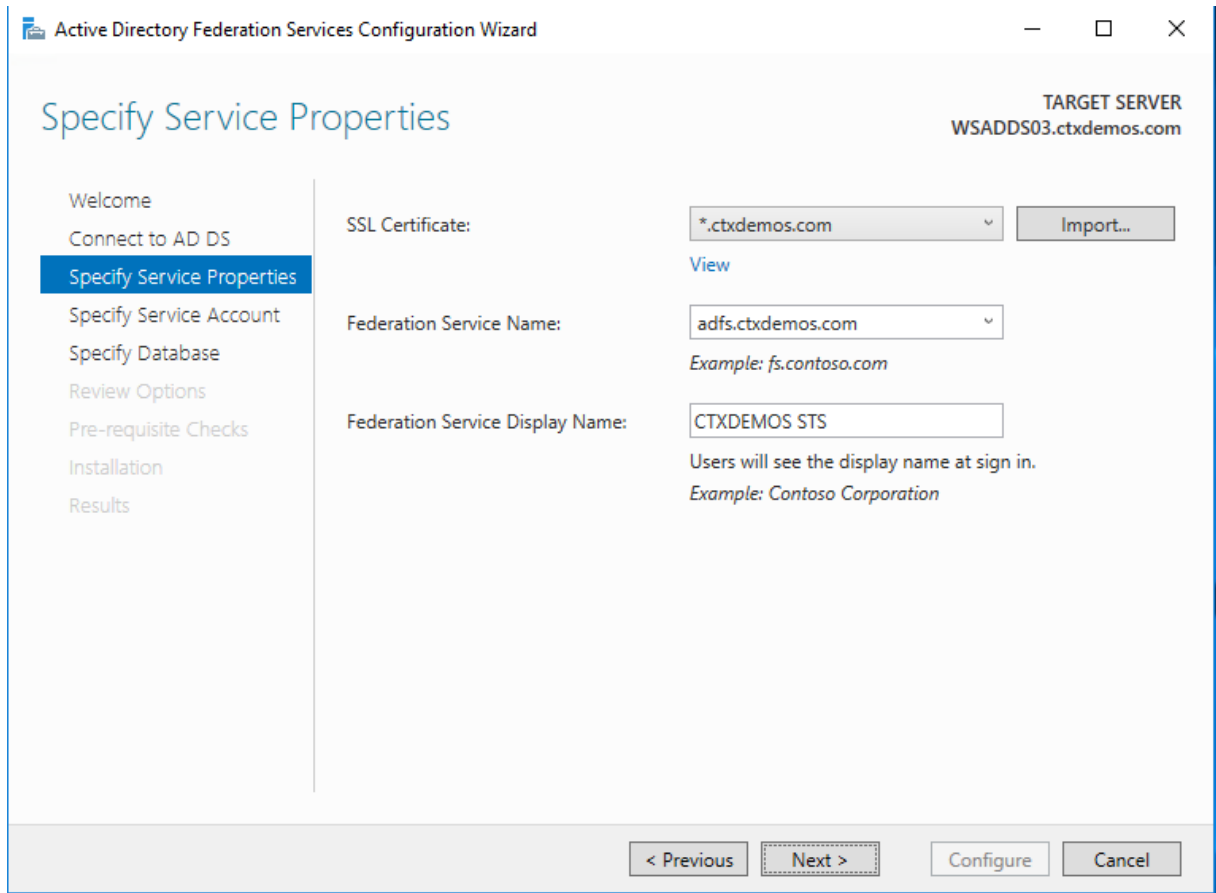 Active Directory Federation Services Configuration Wizard
Specify Service Properties
TARGET SERVER
WSADDS03.ctxdemos.com
Welcome
Connect to AD DS
Specify Service Properties
Specify Service Account
Specify Database
Review Options
Pre-requisite Checks
Installation
Results
SSL Certificate:
*.ctxdemos.com
Import...
View
Federation Service Name:
adfs.ctxdemos.com
Example: fs.contoso.com
Federation Service Display Name:
CTXDEMOS STS
Users will see the display name at sign in.
Example: Contoso Corporation
< Previous
Next >
Configure
Cancel